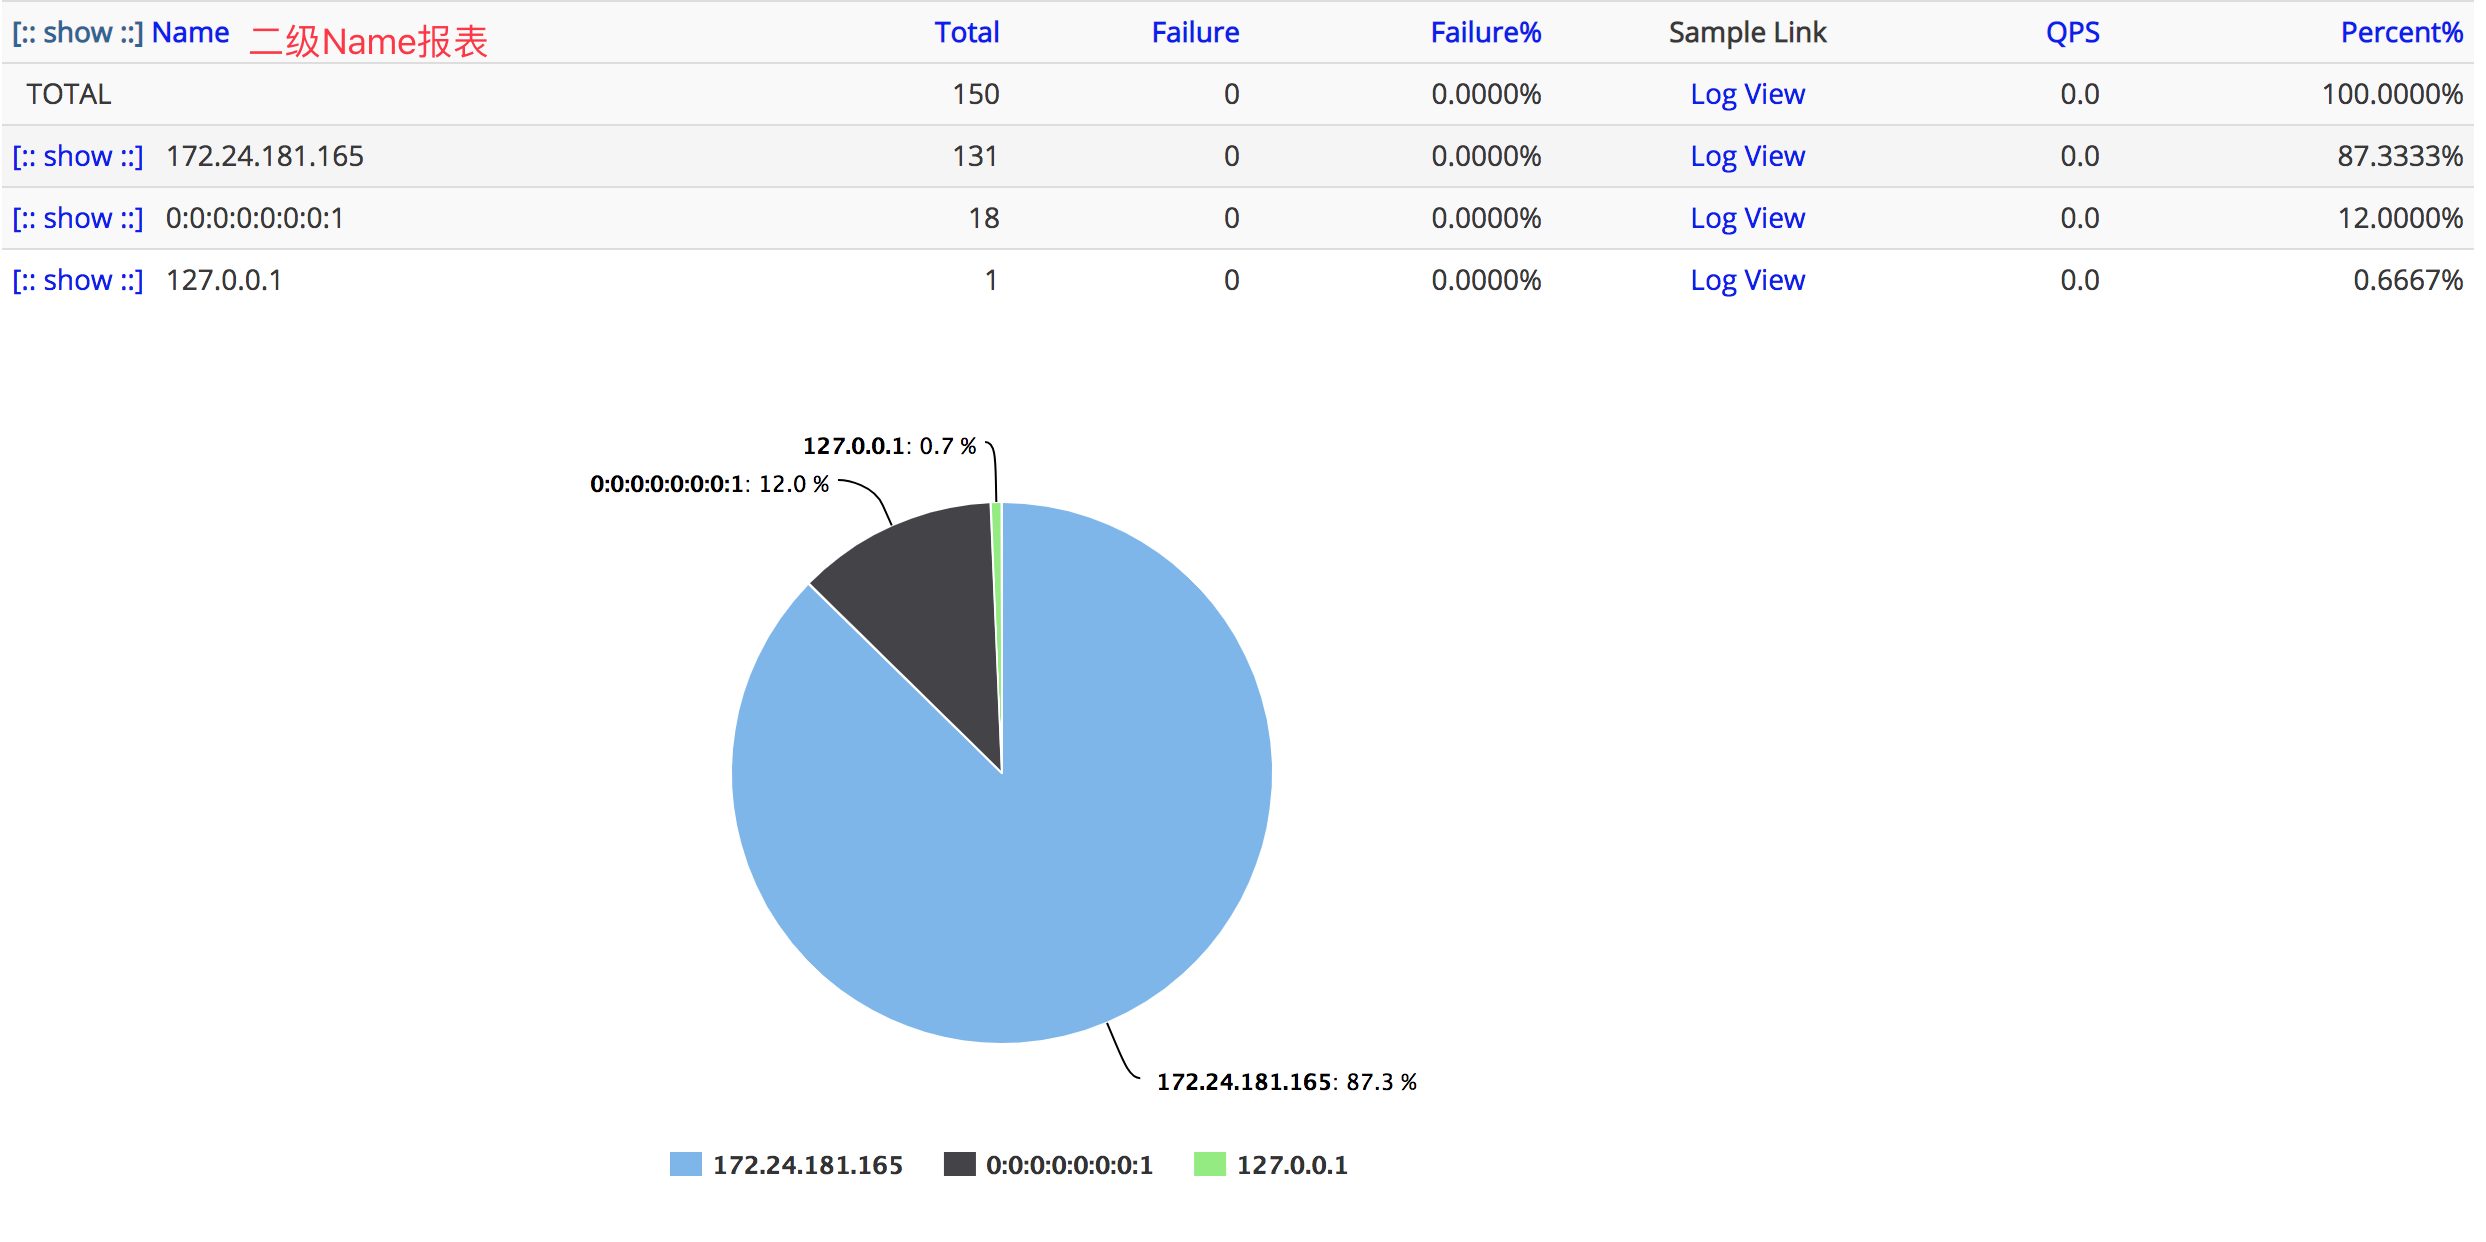 [:: show ::] Name 二级Name报表 Total Failure Failure% Sample Link QPS Percent%
TOTAL 150 0 0.0000% Log View 0.0 100.0000%
[:: show ::] 172.24.181.165 131 0 0.0000% Log View 0.0 87.3333%
[:: show ::] 0:0:0:0:0:0:0:1 18 0 0.0000% Log View 0.0 12.0000%
[:: show ::] 127.0.0.1 1 0 0.0000% Log View 0.0 0.6667%
127.0.0.1: 0.7 %
0:0:0:0:0:0:0:1: 12.0 %
172.24.181.165: 87.3 %
172.24.181.165 0:0:0:0:0:0:0:1 127.0.0.1